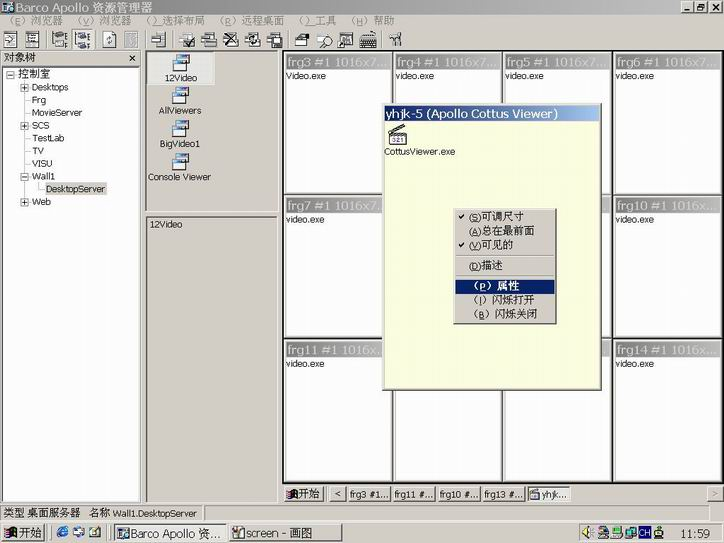 Barco Apollo 资源管理器
(E) 浏览器 (V) 浏览器 (_) 选择布局 (R) 远程桌面 (_) 工具 (H) 帮助
对象树
控制室
Desktops
Frg
MovieServer
SCS
TestLab
TV
VISU
Wall1
DesktopServer
Web
12Video
AllViewers
BigVideo1
Console Viewer
12Video
frg3 #1 1016x7... frg4 #1 1016x7... frg5 #1 1016x7... frg6 #1 1016x7...
Video.exe video.exe video.exe video.exe
yhjk-5 (Apollo Cottus Viewer)
CottusViewer.exe
frg7 #1 1016x frg10 #1 1016x...
video.exe video.exe
(S)可调尺寸
(A)总在最前面
(V)可见的
(D)描述
(P) 属性
(I) 闪烁打开
(B) 闪烁关闭
frg11 #1 1016x frg14 #1 1016x...
video.exe video.exe
开始 < frg3 #1... frg11 #... frg10 #... frg13 #... yhjk... >
类型 桌面服务器 名称 Wall1.DesktopServer
开始 Barco Apollo 资... screen - 画图 CH 11:59